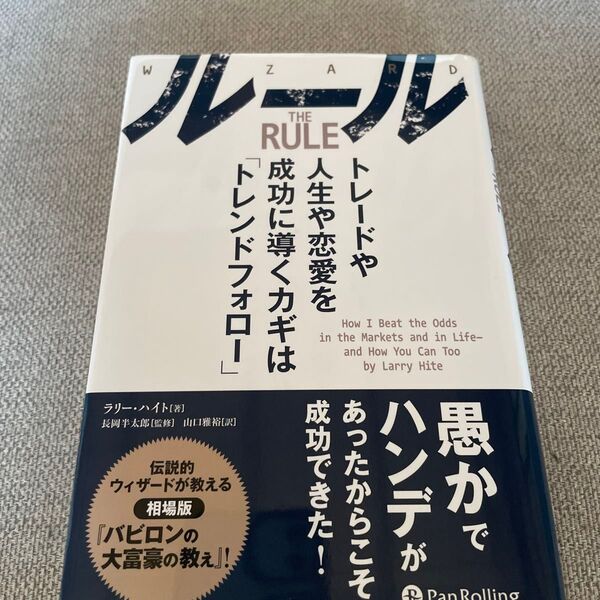 WIZARD
ルール
THE
RULE
トレードや
人生や恋愛を
成功に導くカギは
「トレンドフォロー」
How I Beat the Odds
in the Markets and in Life—
and How You Can Too
by Larry Hite
ラリー・ハイト[著]
長岡半太郎[監修] 山口雅裕[訳]
愚かで
ハンデが
あったからこそ
成功できた!
伝説的
ウィザードが教える
相場版
『バビロンの
大富豪の教え』!
PanRolling